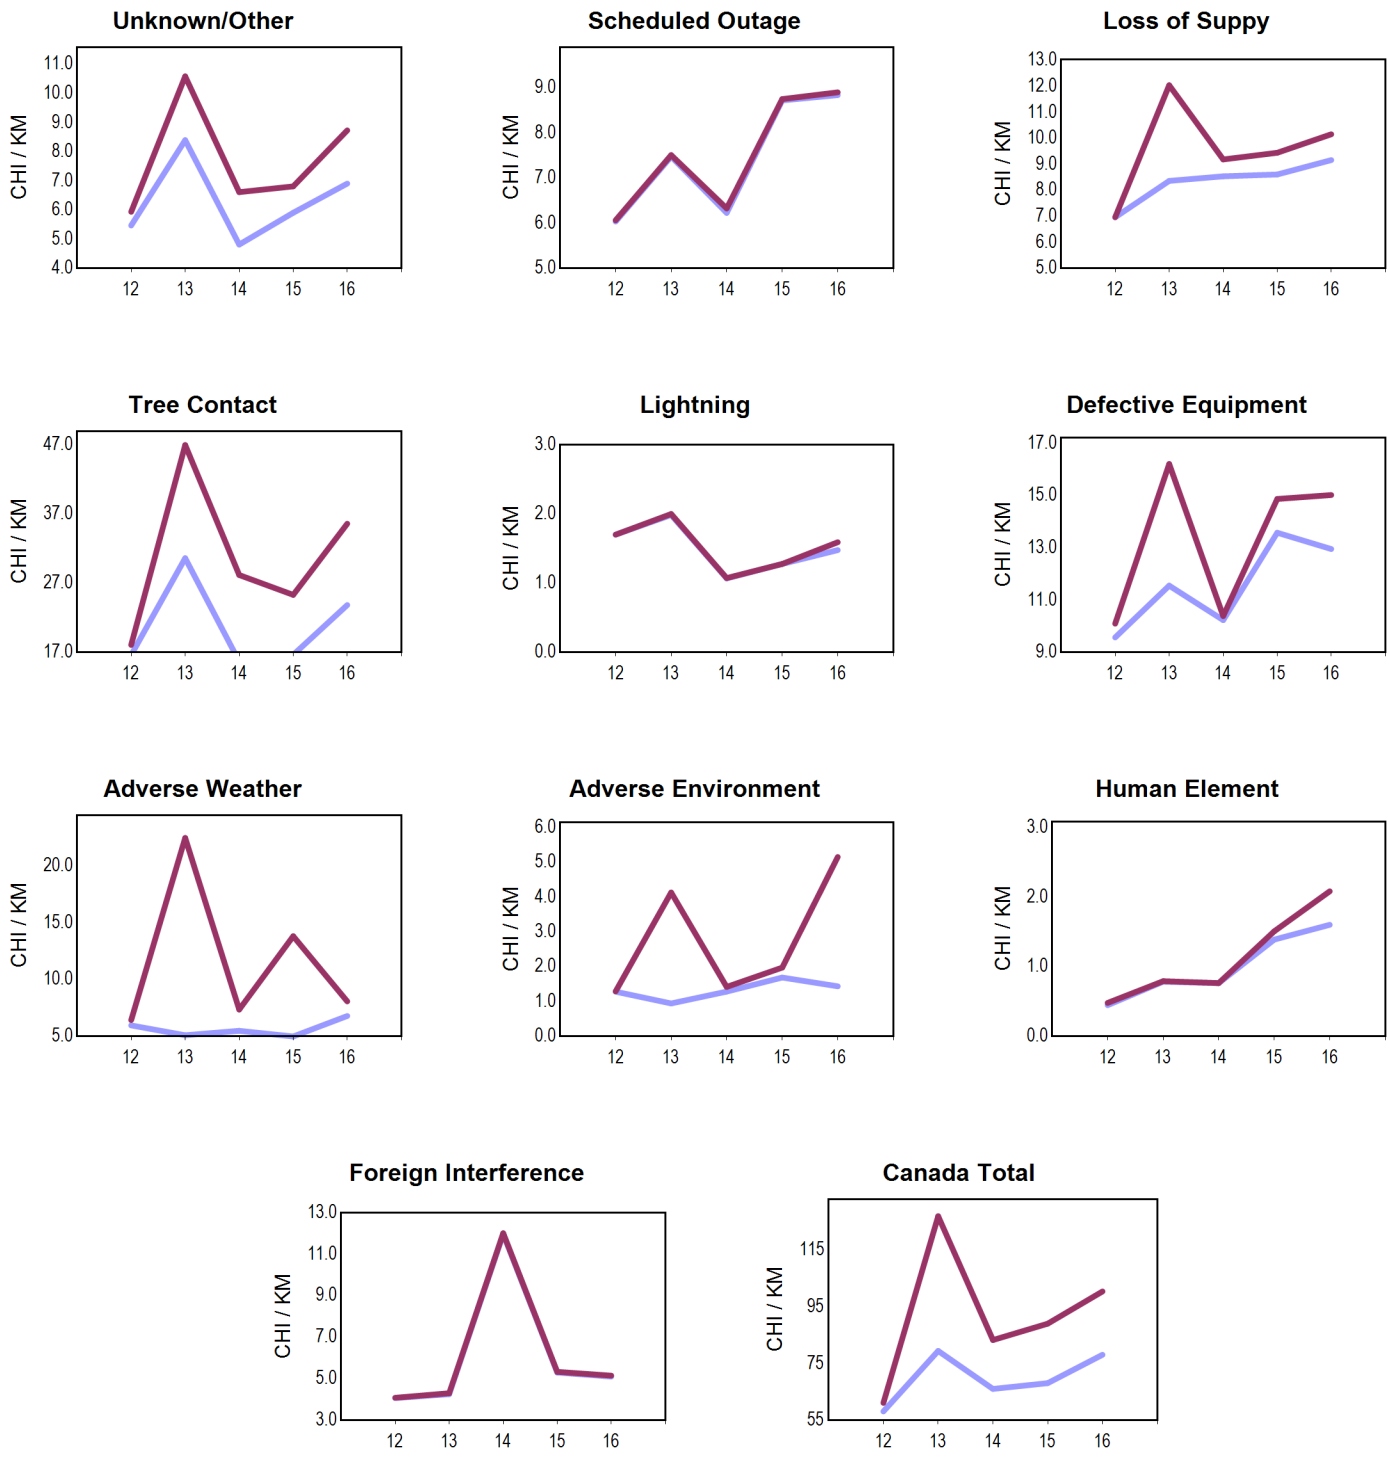 Unknown/Other
CHI / KM
11.0
10.0
9.0
8.0
7.0
6.0
5.0
4.0
12 13 14 15 16
Scheduled Outage
CHI / KM
9.0
8.0
7.0
6.0
5.0
12 13 14 15 16
Loss of Suppy
CHI / KM
13.0
12.0
11.0
10.0
9.0
8.0
7.0
6.0
5.0
12 13 14 15 16
Tree Contact
CHI / KM
47.0
37.0
27.0
17.0
12 13 14 15 16
Lightning
CHI / KM
3.0
2.0
1.0
0.0
12 13 14 15 16
Defective Equipment
CHI / KM
17.0
15.0
13.0
11.0
9.0
12 13 14 15 16
Adverse Weather
CHI / KM
20.0
15.0
10.0
5.0
12 13 14 15 16
Adverse Environment
CHI / KM
6.0
5.0
4.0
3.0
2.0
1.0
0.0
12 13 14 15 16
Human Element
CHI / KM
3.0
2.0
1.0
0.0
12 13 14 15 16
Foreign Interference
CHI / KM
13.0
11.0
9.0
7.0
5.0
3.0
12 13 14 15 16
Canada Total
CHI / KM
115
95
75
55
12 13 14 15 16